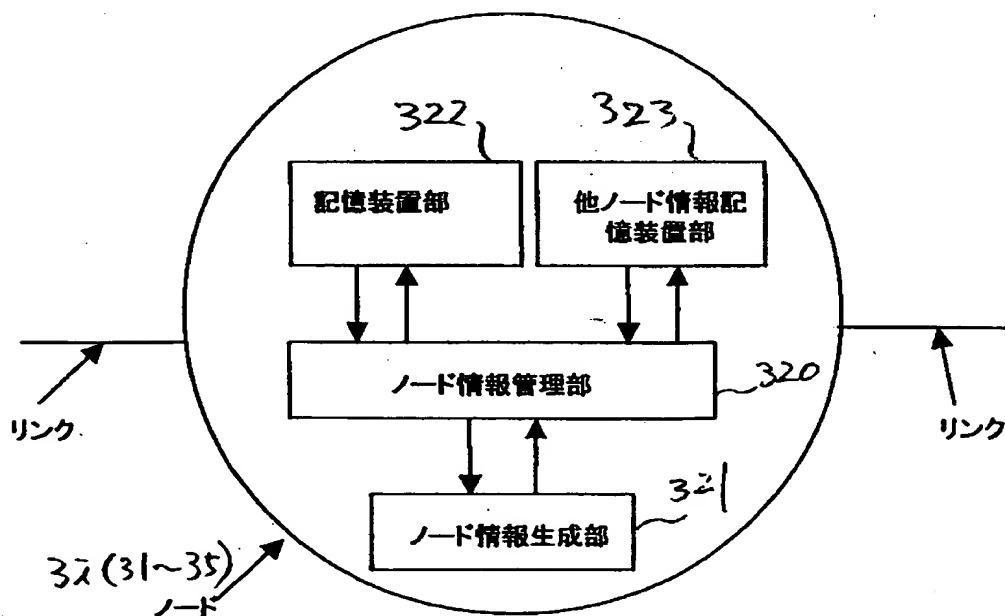 322
323
記憶装置部
他ノード情報記
憶装置部
ノード情報管理部
320
リンク
リンク
ノード情報生成部
321
3i(31~35)
ノード